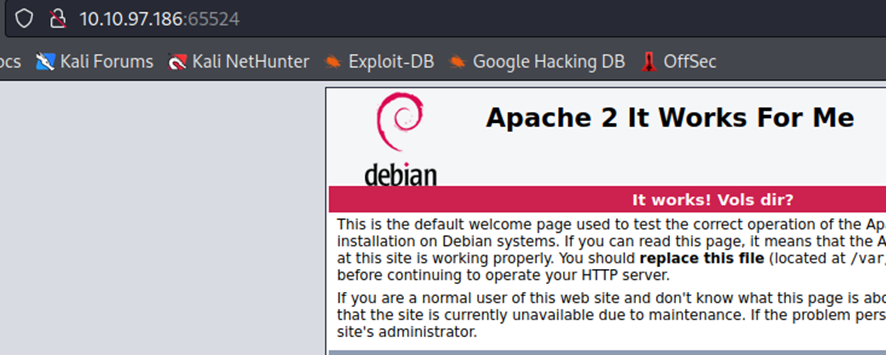 10.10.97.186:65524
ocs Kali Forums Kali NetHunter Exploit-DB Google Hacking DB OffSec
debian
Apache 2 It Works For Me
It works! Vols dir?
This is the default welcome page used to test the correct operation of the Ap
installation on Debian systems. If you can read this page, it means that the A
at this site is working properly. You should replace this file (located at /var,
before continuing to operate your HTTP server.
If you are a normal user of this web site and don't know what this page is abo
that the site is currently unavailable due to maintenance. If the problem pers
site's administrator.